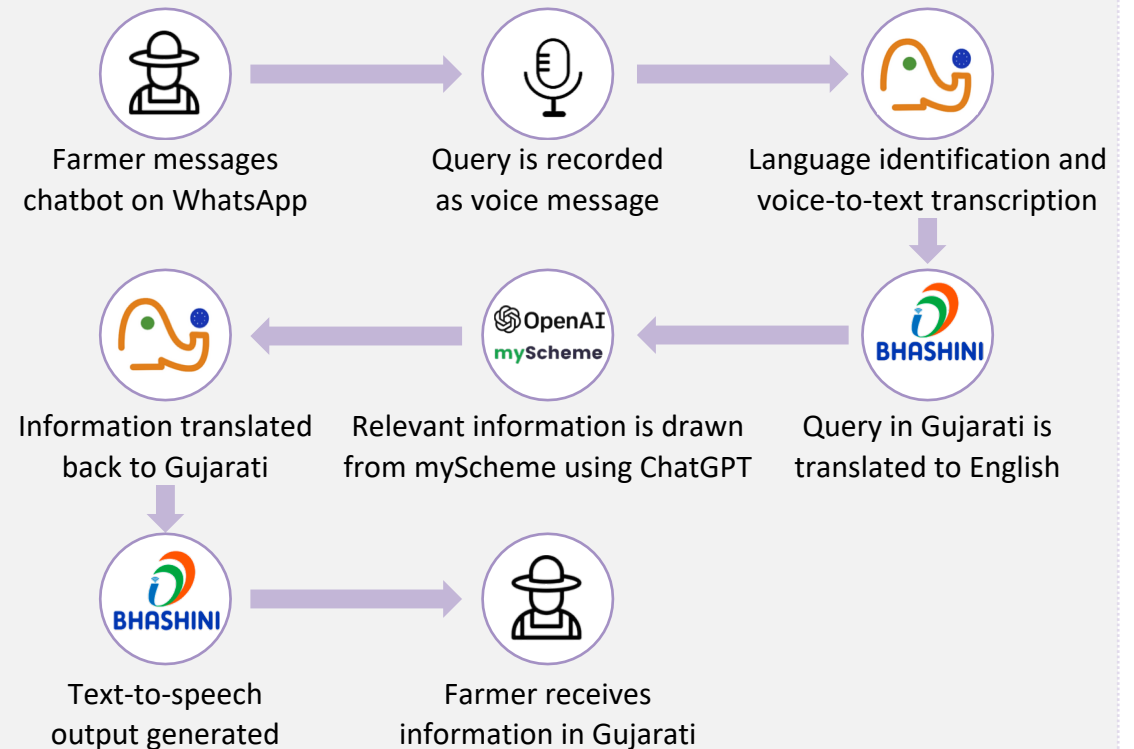 Farmer messages
chatbot on WhatsApp
Query is recorded
as voice message
Language identification and
voice-to-text transcription
BHASHINI
Query in Gujarati is
translated to English
OpenAI
myScheme
Relevant information is drawn
from myScheme using ChatGPT
Information translated
back to Gujarati
BHASHINI
Text-to-speech
output generated
Farmer receives
information in Gujarati